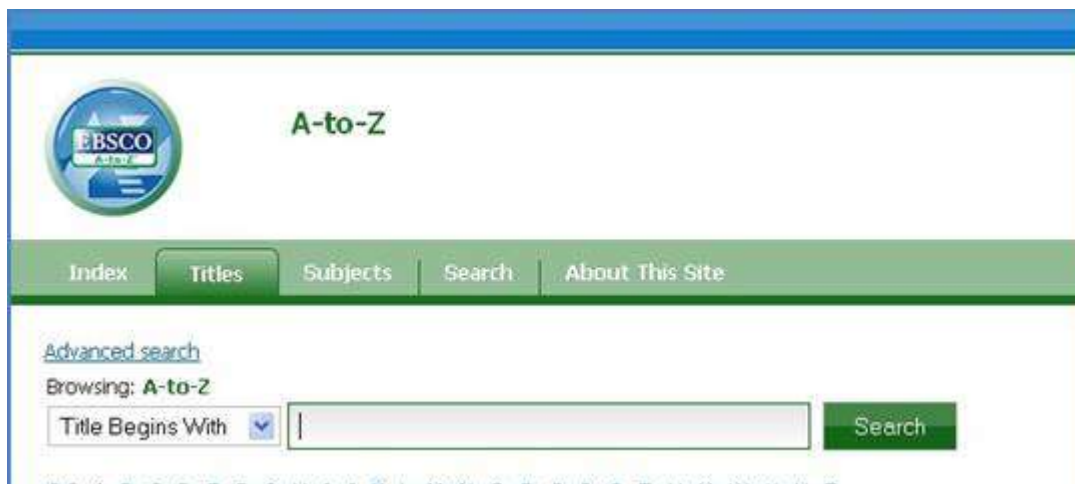 EBSCO
A-to-Z
A-to-Z
Index Titles Subjects Search About This Site
Advanced search
Browsing: A-to-Z
Title Begins With Search